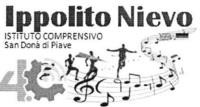 Ippolito Nievo
ISTITUTO COMPRENSIVO
San Donà di Piave